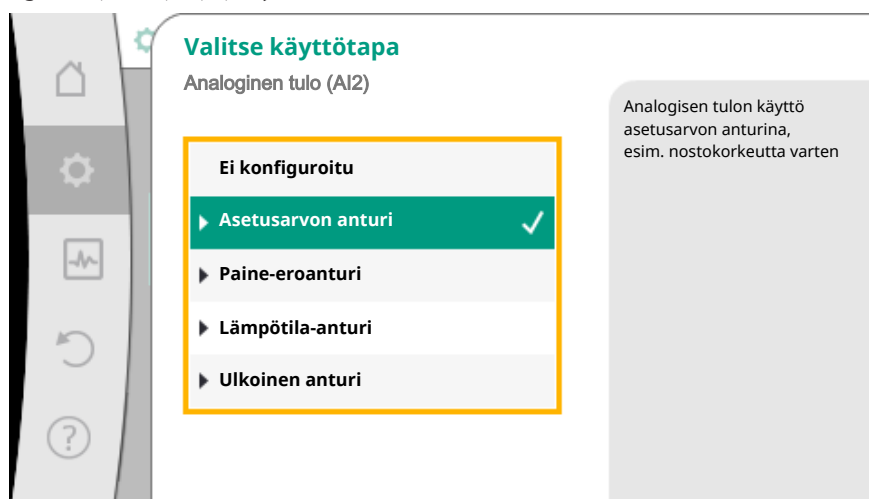 Valitse käyttötapa
Analoginen tulo (AI2)
Analogisen tulon käyttö
asetusarvon anturina,
esim. nostokorkeutta varten
Ei konfiguroitu
Asetusarvon anturi
Paine-eroanturi
Lämpötila-anturi
Ulkoinen anturi
?